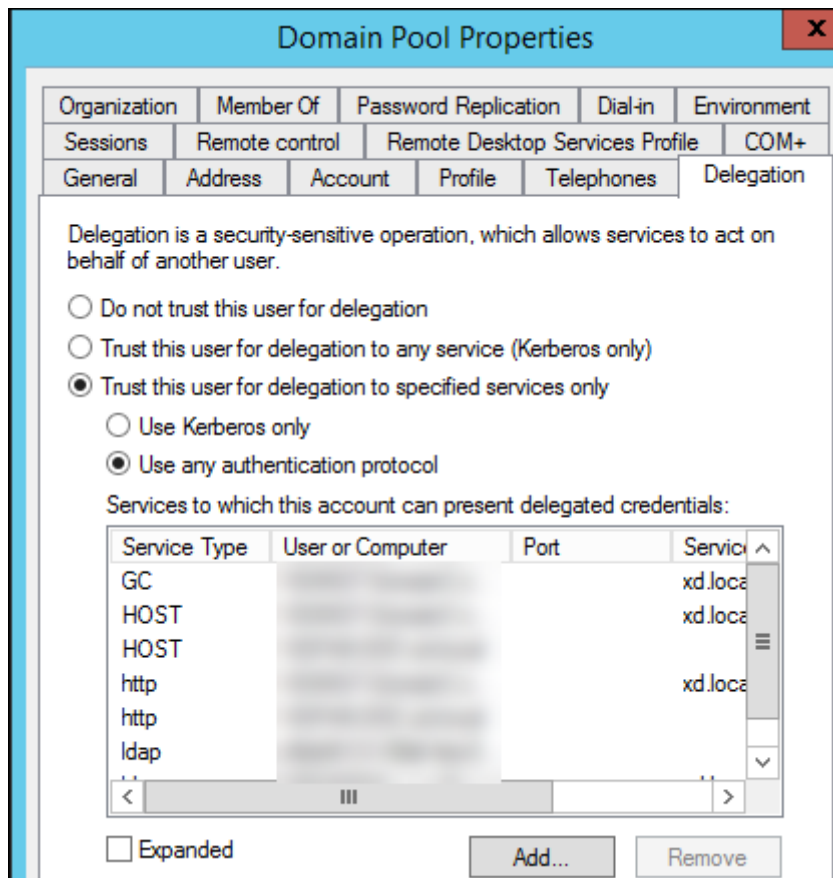 Domain Pool Properties
x
Organization Member Of Password Replication Dial-in Environment
Sessions Remote control Remote Desktop Services Profile COM+
General Address Account Profile Telephones Delegation
Delegation is a security-sensitive operation, which allows services to act on
behalf of another user.
Do not trust this user for delegation
Trust this user for delegation to any service (Kerberos only)
Trust this user for delegation to specified services only
Use Kerberos only
Use any authentication protocol
Services to which this account can present delegated credentials:
Service Type User or Computer Port Servic
GC xd.loca
HOST xd.loca
HOST
http xd.loca
http
ldap
Expanded Add... Remove